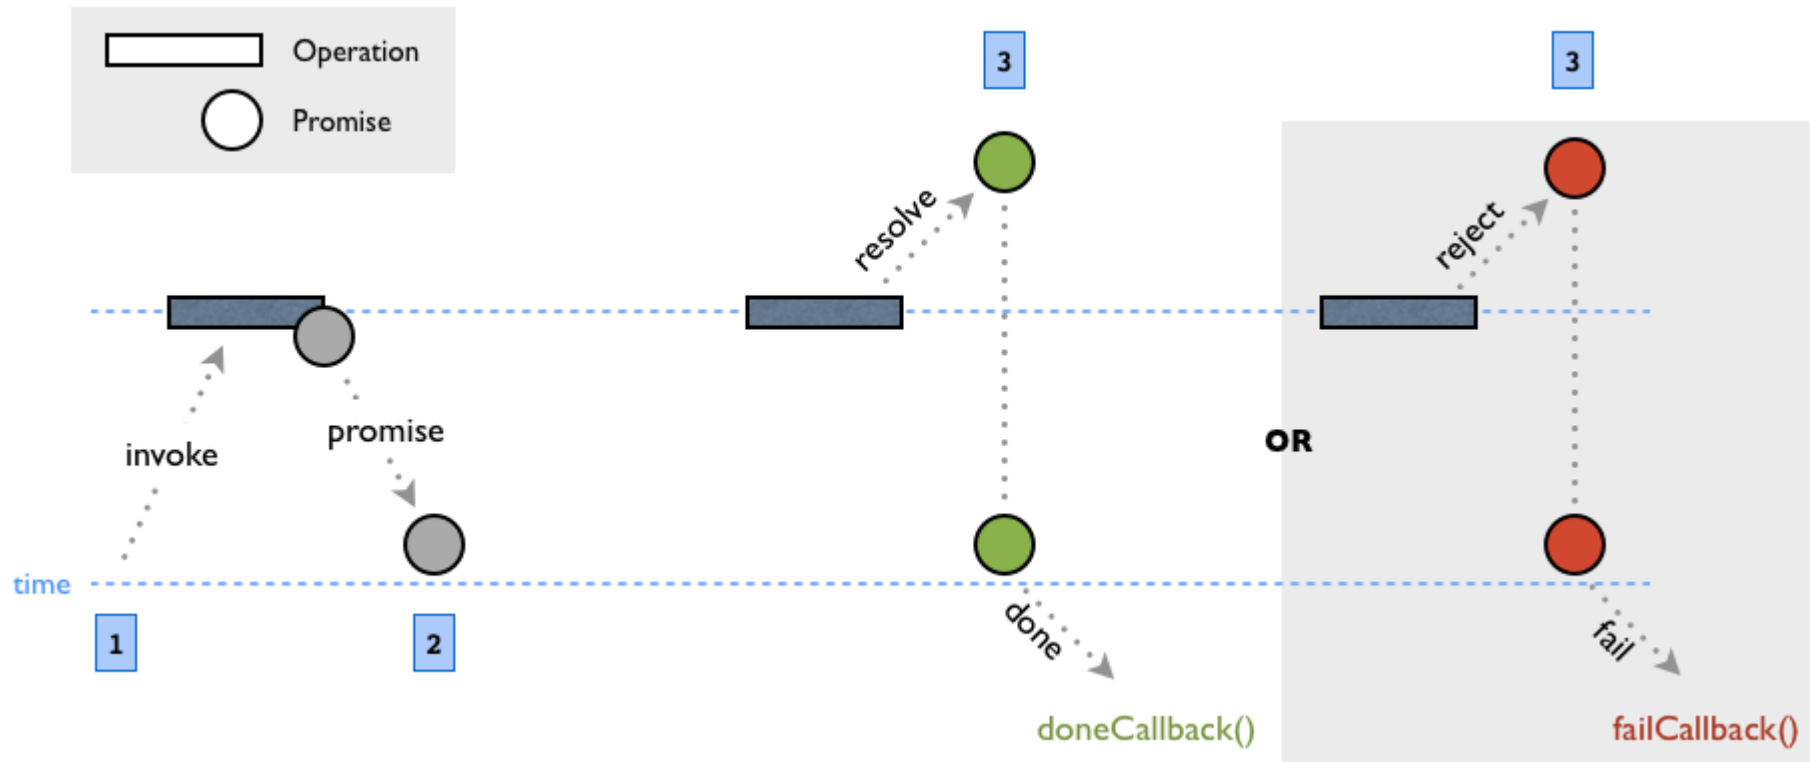 Operation
Promise
3
3
resolve
reject
invoke
promise
OR
time
1
2
done
fail
doneCallback()
failCallback()